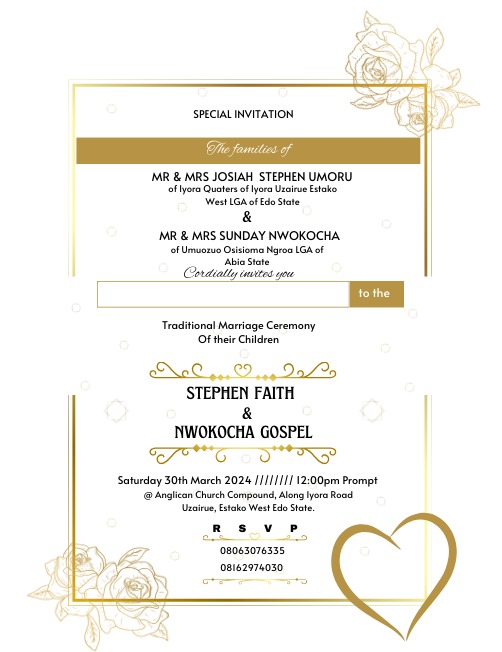 SPECIAL INVITATION
The families of
MR & MRS JOSIAH STEPHEN UMORU
of Iyora Quaters of Iyora Uzairue Estako
West LGA of Edo State
&
MR & MRS SUNDAY NWOKOCHA
of Umuozuo Osisioma Ngroa LGA of
Abia State
Cordially invites you
to the
Traditional Marriage Ceremony
Of their Children
STEPHEN FAITH
&
NWOKOCHA GOSPEL
Saturday 30th March 2024 //////// 12:00pm Prompt
@ Anglican Church Compound, Along Iyora Road
Uzairue, Estako West Edo State.
R S V P
08063076335
08162974030